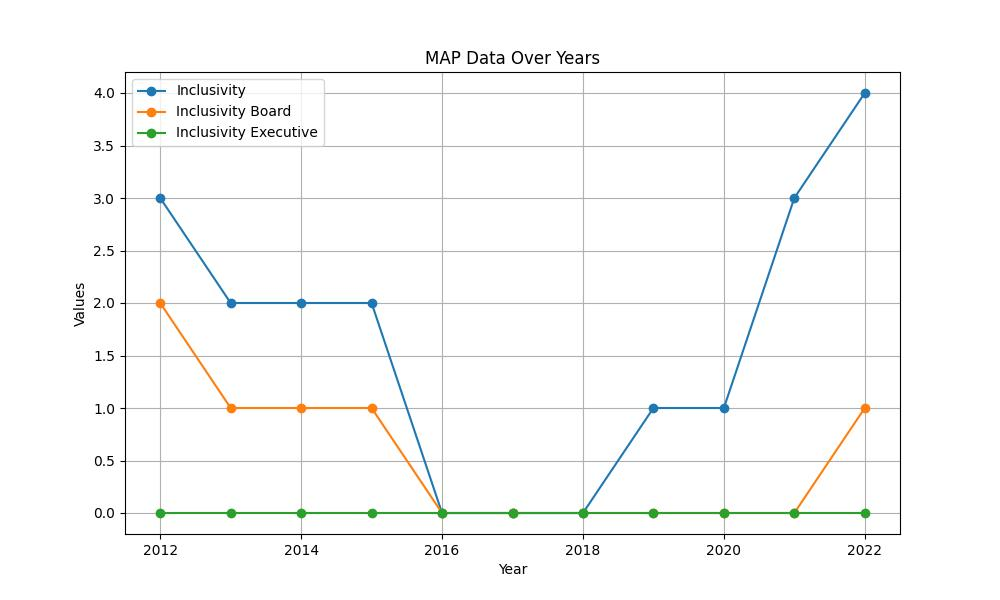 MAP Data Over Years
Inclusivity
Inclusivity Board
Inclusivity Executive
Values
4.0
3.5
3.0
2.5
2.0
1.5
1.0
0.5
0.0
2012 2014 2016 2018 2020 2022
Year